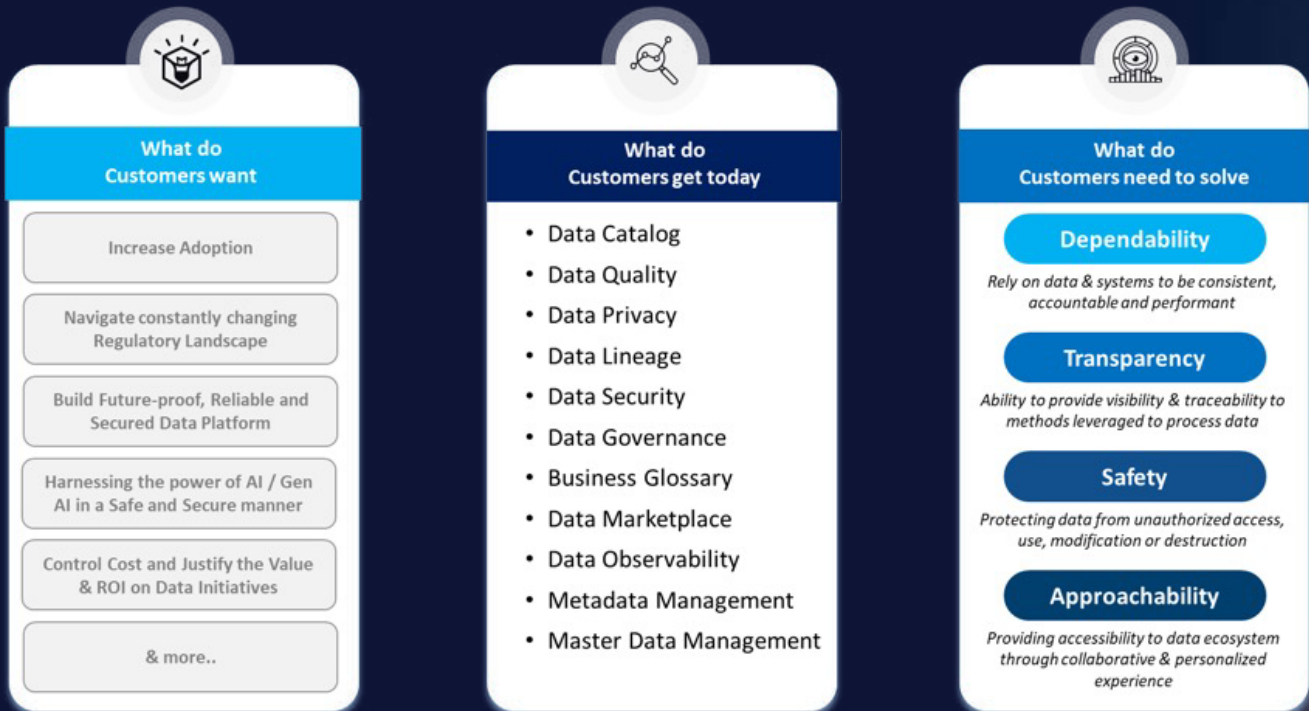 What do
Customers want
Increase Adoption
Navigate constantly changing
Regulatory Landscape
Build Future-proof, Reliable and
Secured Data Platform
Harnessing the power of AI / Gen
AI in a Safe and Secure manner
Control Cost and Justify the Value
& ROI on Data Initiatives
& more..
What do
Customers get today
• Data Catalog
• Data Quality
• Data Privacy
• Data Lineage
• Data Security
• Data Governance
• Business Glossary
• Data Marketplace
• Data Observability
• Metadata Management
• Master Data Management
What do
Customers need to solve
Dependability
Rely on data & systems to be consistent,
accountable and performant
Transparency
Ability to provide visibility & traceability to
methods leveraged to process data
Safety
Protecting data from unauthorized access,
use, modification or destruction
Approachability
Providing accessibility to data ecosystem
through collaborative & personalized
experience